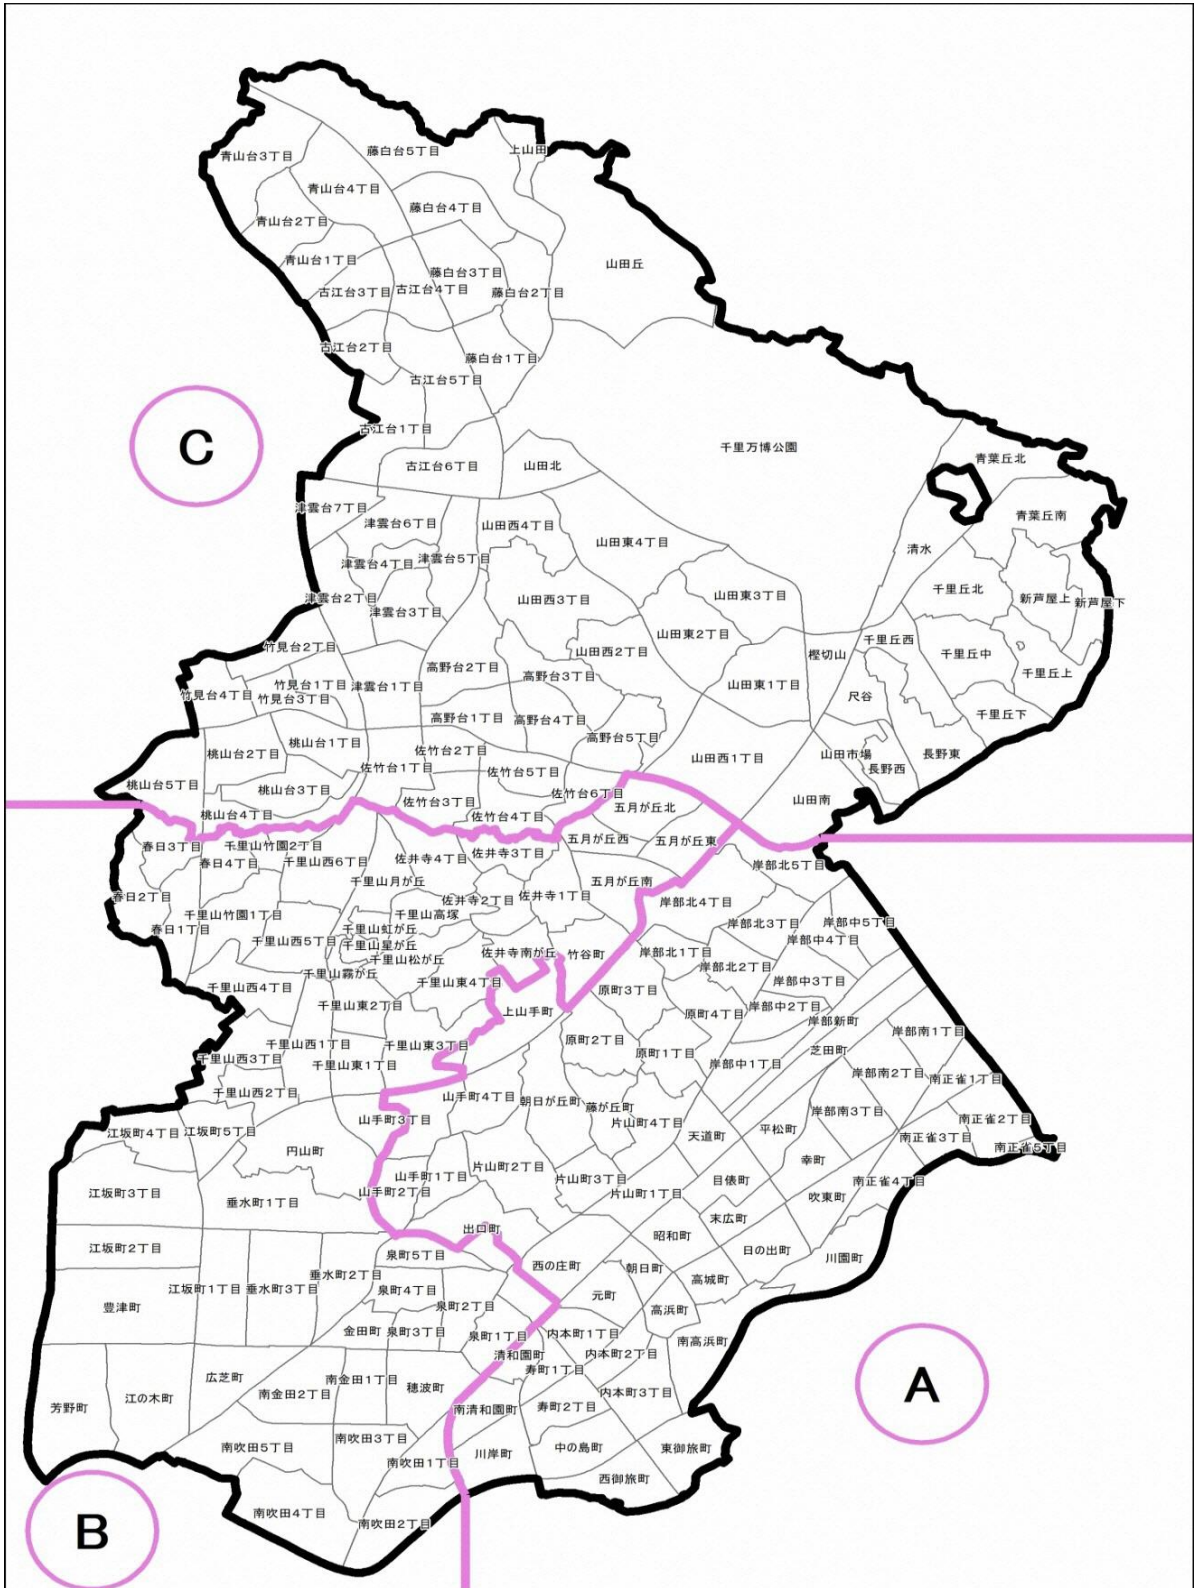 青山台3丁目
藤白台5丁目
上山田
青山台4丁目
青山台2丁目
藤白台4丁目
青山台1丁目
山田丘
藤白台3丁目
古江台3丁目
古江台4丁目
藤白台2丁目
古江台2丁目
藤白台1丁目
古江台5丁目
C
古江台1丁目
千里万博公園
古江台6丁目
山田北
青葉丘北
津雲台7丁目
津雲台6丁目
山田西4丁目
青葉丘南
山田東4丁目
清水
津雲台4丁目
津雲台5丁目
千里丘北
津雲台2丁目
津雲台3丁目
山田西3丁目
山田東3丁目
新芦屋上
新芦屋下
山田東2丁目
千里丘西
竹見台2丁目
山田西2丁目
樫切山
千里丘中
高野台2丁目
高野台3丁目
千里丘上
竹見台4丁目
竹見台1丁目
竹見台3丁目
津雲台1丁目
山田東1丁目
尺谷
高野台1丁目
高野台4丁目
千里丘下
桃山台1丁目
高野台5丁目
桃山台2丁目
佐竹台2丁目
山田西1丁目
山田市場
長野東
佐竹台1丁目
佐竹台5丁目
長野西
桃山台5丁目
桃山台3丁目
佐竹台6丁目
佐竹台3丁目
山田南
桃山台4丁目
佐竹台4丁目
五月が丘北
春日3丁目
千里山竹園2丁目
五月が丘西
五月が丘東
春日4丁目
千里山西6丁目
佐井寺4丁目
佐井寺3丁目
岸部北5丁目
千里山月が丘
五月が丘南
春日2丁目
佐井寺2丁目
佐井寺1丁目
岸部北4丁目
千里山竹園1丁目
千里山高塚
春日1丁目
千里山虹が丘
岸部北3丁目
岸部中5丁目
千里山西5丁目
千里山星が丘
岸部中4丁目
千里山松が丘
佐井寺南が丘
竹谷町
岸部北1丁目
千里山霧が丘
岸部北2丁目
千里山西4丁目
千里山東4丁目
原町3丁目
岸部中3丁目
千里山東2丁目
上山手町
原町4丁目
岸部中2丁目
岸部新町
千里山西1丁目
千里山東3丁目
原町2丁目
岸部南1丁目
千里山西3丁目
千里山東1丁目
原町1丁目
岸部中1丁目
芝田町
岸部南2丁目
南正雀1丁目
千里山西2丁目
山手町4丁目
朝日が丘町
藤が丘町
岸部南3丁目
山手町3丁目
片山町4丁目
南正雀2丁目
江坂町4丁目
江坂町5丁目
天道町
平松町
南正雀3丁目
南正雀5丁目
円山町
幸町
片山町2丁目
山手町1丁目
片山町3丁目
目俵町
南正雀4丁目
江坂町3丁目
山手町2丁目
片山町1丁目
吹東町
垂水町1丁目
末広町
出口町
昭和町
江坂町2丁目
泉町5丁目
日の出町
川園町
西の庄町
朝日町
高城町
垂水町2丁目
江坂町1丁目
垂水町3丁目
泉町4丁目
元町
豊津町
泉町2丁目
高浜町
金田町
泉町3丁目
泉町1丁目
内本町1丁目
南高浜町
清和園町
内本町2丁目
広芝町
南金田1丁目
寿町1丁目
A
江の木町
南金田2丁目
穂波町
内本町3丁目
芳野町
南清和園町
寿町2丁目
南吹田5丁目
南吹田3丁目
川岸町
中の島町
東御旅町
南吹田1丁目
西御旅町
南吹田4丁目
南吹田2丁目
B